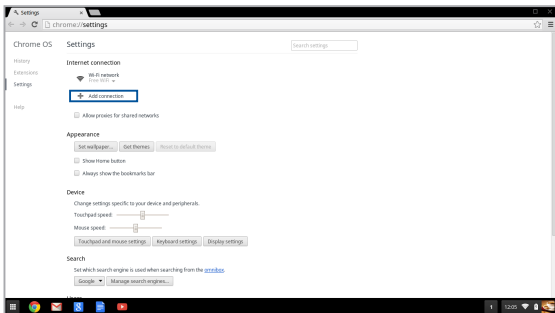 Settings
chrome://settings
Chrome OS
Settings
Search settings
History
Extensions
Settings
Help
Internet connection
Wi-Fi network
Free WiFi
Add connection
Allow proxies for shared networks
Appearance
Set wallpaper... Get themes Reset to default theme
Show Home button
Always show the bookmarks bar
Device
Change settings specific to your device and peripherals.
Touchpad speed:
Mouse speed:
Touchpad and mouse settings Keyboard settings Display settings
Search
Set which search engine is used when searching from the omnibox.
Google Manage search engines...
1 12:05